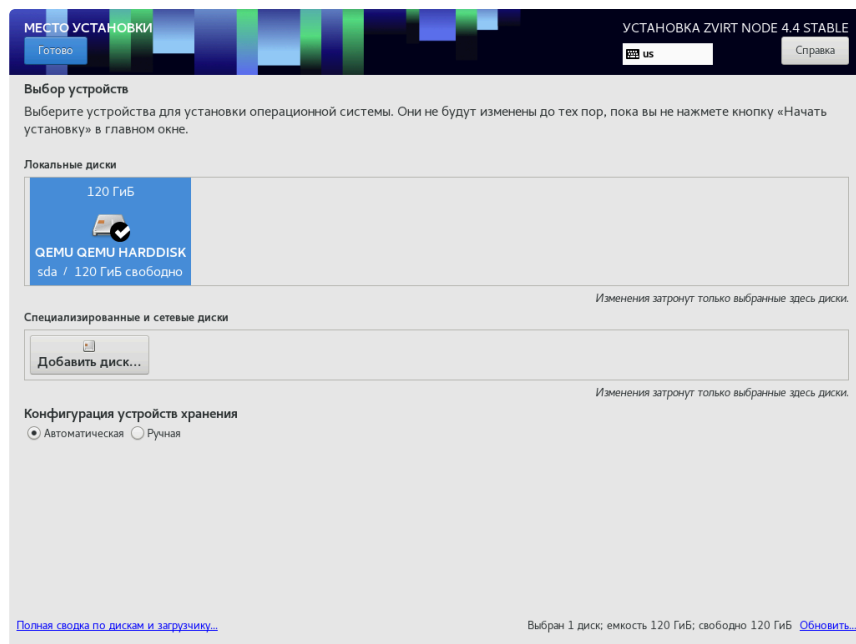 МЕСТО УСТАНОВКИ
УСТАНОВКА ZVIRT NODE 4.4 STABLE
Готово
us
Справка
Выбор устройств
Выберите устройства для установки операционной системы. Они не будут изменены до тех пор, пока вы не нажмете кнопку «Начать
установку» в главном окне.
Локальные диски
120 ГиБ
QEMU QEMU HARDDISK
sda / 120 ГиБ свободно
Изменения затронут только выбранные здесь диски.
Специализированные и сетевые диски
Добавить диск...
Изменения затронут только выбранные здесь диски.
Конфигурация устройств хранения
Автоматическая Ручная
Полная сводка по дискам и загрузчику...
Выбран 1 диск; емкость 120 ГиБ; свободно 120 ГиБ Обновить...